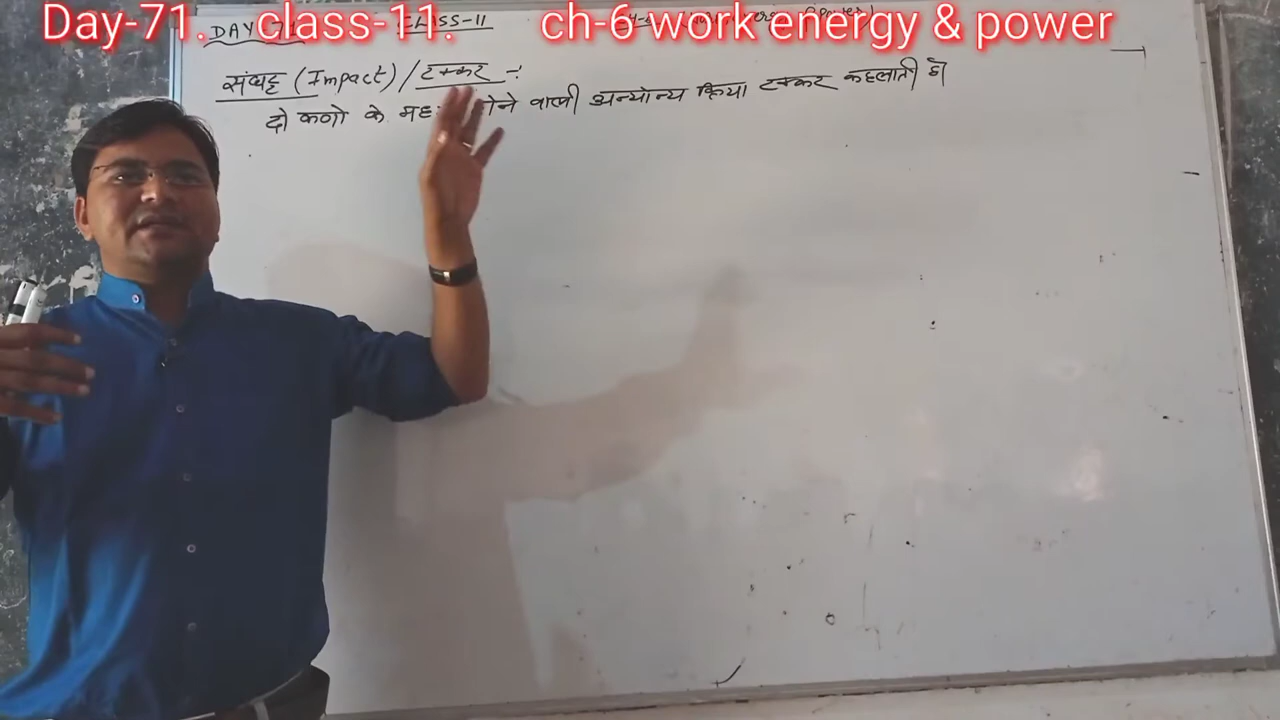 Day-71. class-11. ch-6 work energy & power
DAY CLASS-11
संघट्ट (Impact) / टक्कर :-
दो कणो के होने वाली अन्योन्य क्रिया टक्कर कहलाती है